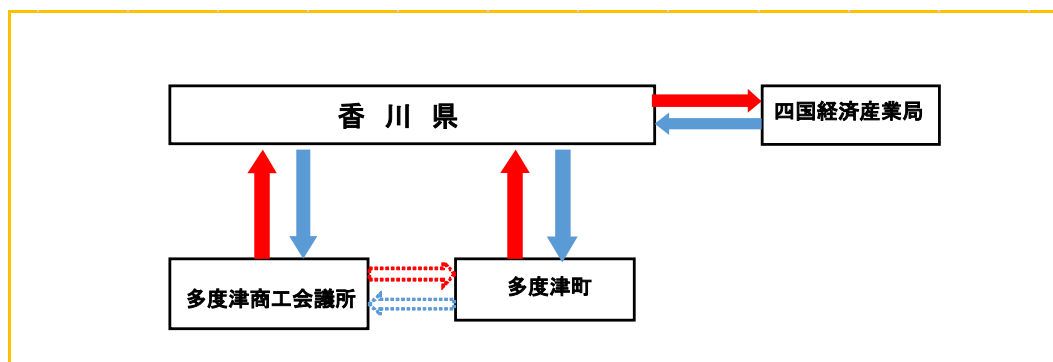 香 川 県
四国経済産業局
多度津商工会議所
多度津町